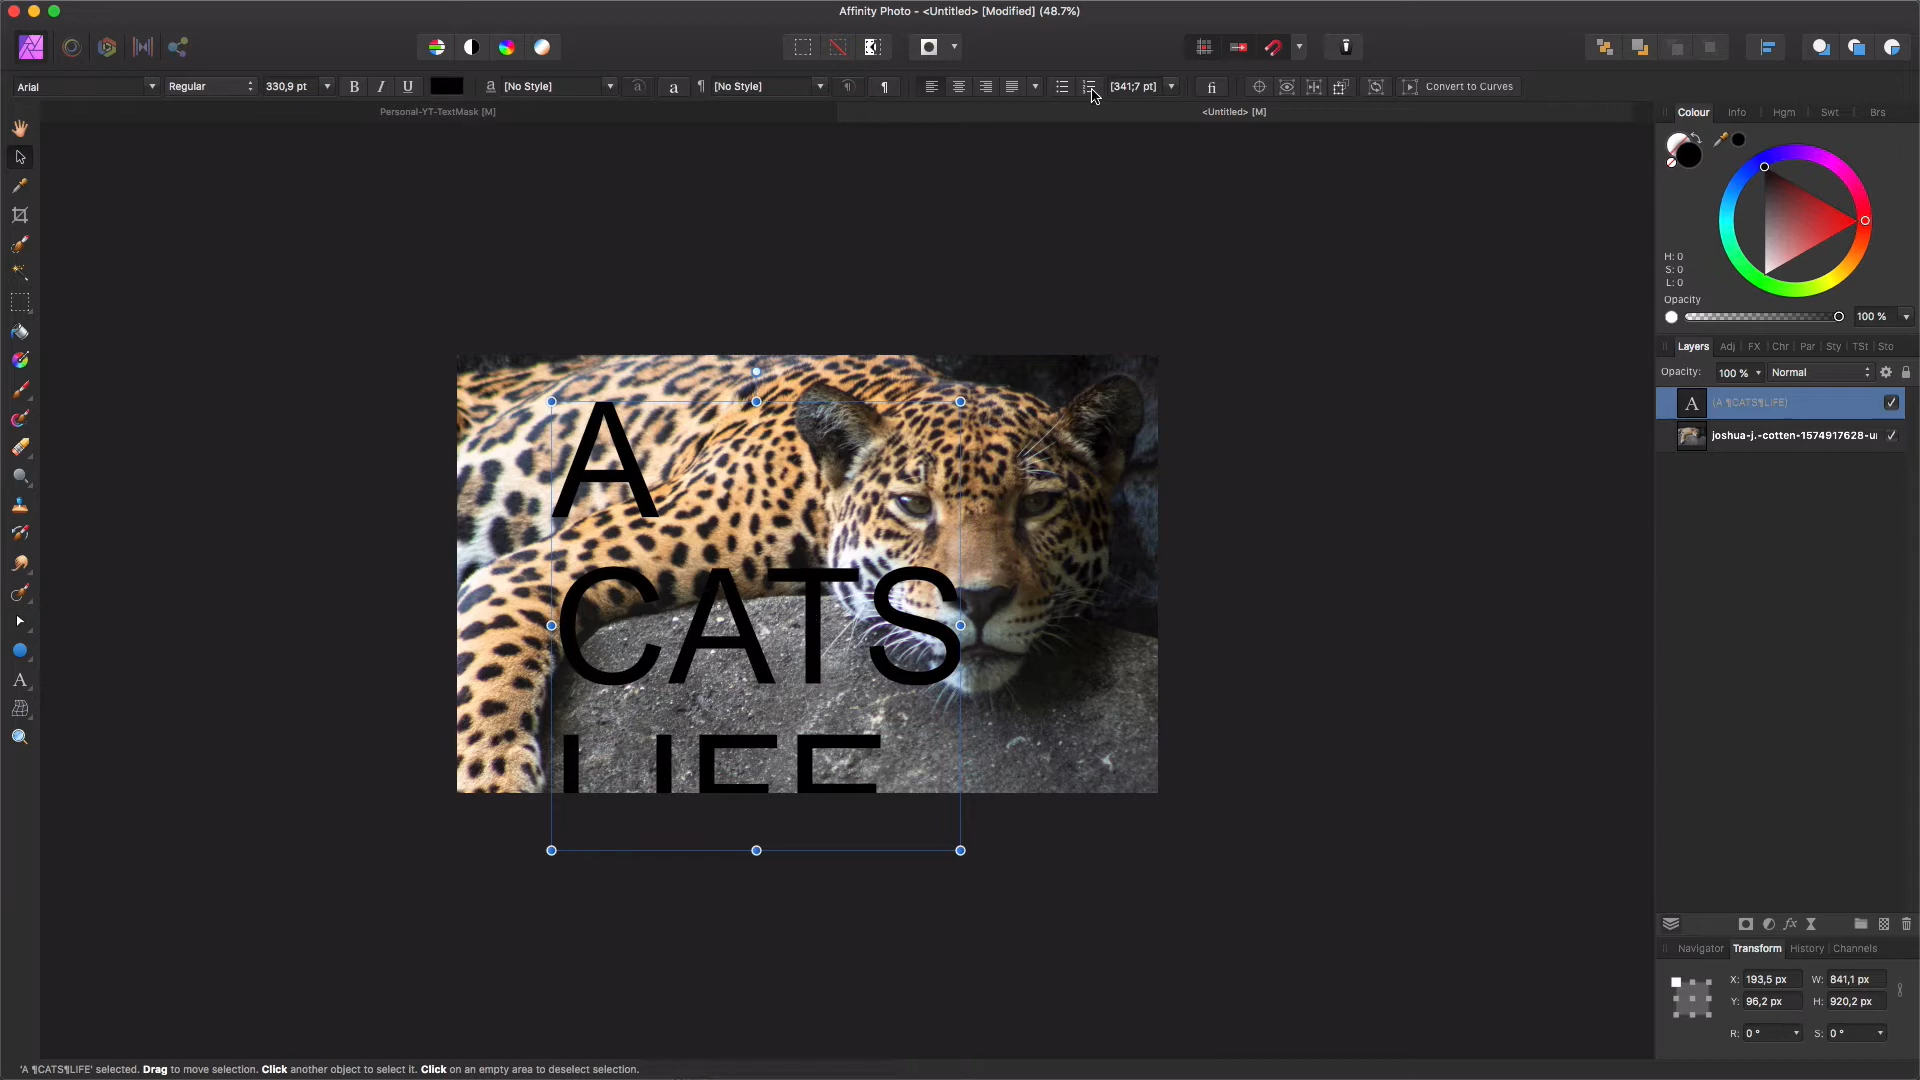 Affinity Photo - <Untitled> [Modified] (48.7%)
Arial Regular 330,9 pt B I U a [No Style] a a ¶ [No Style] ¶ ¶ [341;7 pt] fi Convert to Curves
Personal-YT-TextMask [M] <Untitled> [M]
Colour Info Hgm Swt Brs
H: 0
S: 0
L: 0
Opacity
100 %
Layers Adj FX Chr Par Sty TSt Sto
Opacity: 100 % Normal
A (A ¶CATS¶LIFE)
joshua-j.-cotten-1574917628-u
A
CATS
LIFE
fx
Navigator Transform History Channels
X: 193,5 px W: 841,1 px
Y: 96,2 px H: 920,2 px
R: 0 ° S: 0 °
'A ¶CATS¶LIFE' selected. Drag to move selection. Click another object to select it. Click on an empty area to deselect selection.